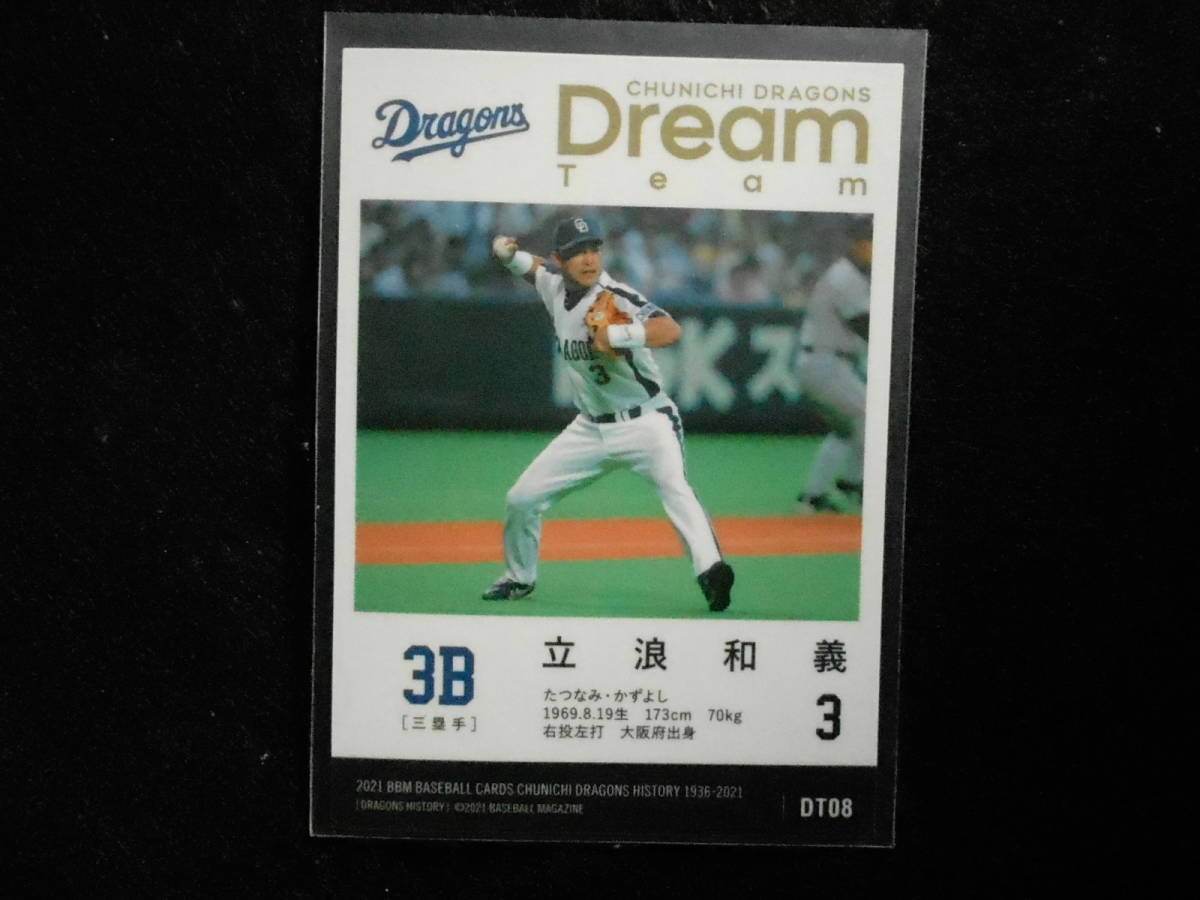 Dragons
CHUNICHI DRAGONS
Dream
Team
3
3B
[三塁手]
立浪和義
たつなみ・かずよし
1969.8.19生 173cm 70kg
右投左打 大阪府出身
3
2021 BBM BASEBALL CARDS CHUNICHI DRAGONS HISTORY 1936-2021
[DRAGONS HISTORY] ©2021 BASEBALL MAGAZINE
DT08